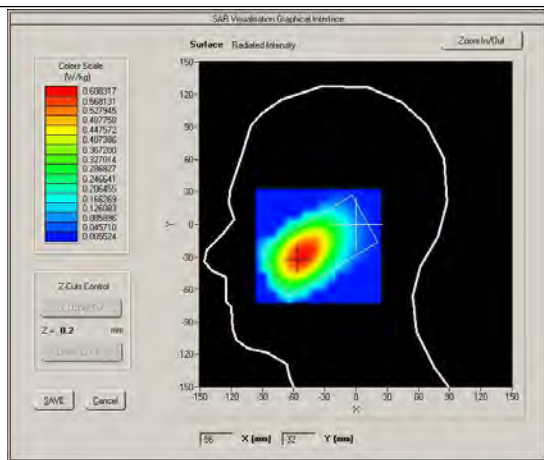 SAR Visualisation Graphical Interface
Surface Radiated Intensity
Zoom In/Out
Colors Scale
(W/kg)
0.608317
0.568131
0.527945
0.487758
0.447572
0.407386
0.367200
0.327014
0.286827
0.246641
0.206455
0.166269
0.126083
0.085896
0.045710
0.005524
150
120
90
60
30
0
-30
-60
-90
-120
-150
Y
-150 -120 -90 -60 -30 0 30 60 90 120 150
X
Z-Cuts Control
Z = 0.2 mm
SAVE Cancel
X (mm) 32 Y (mm)